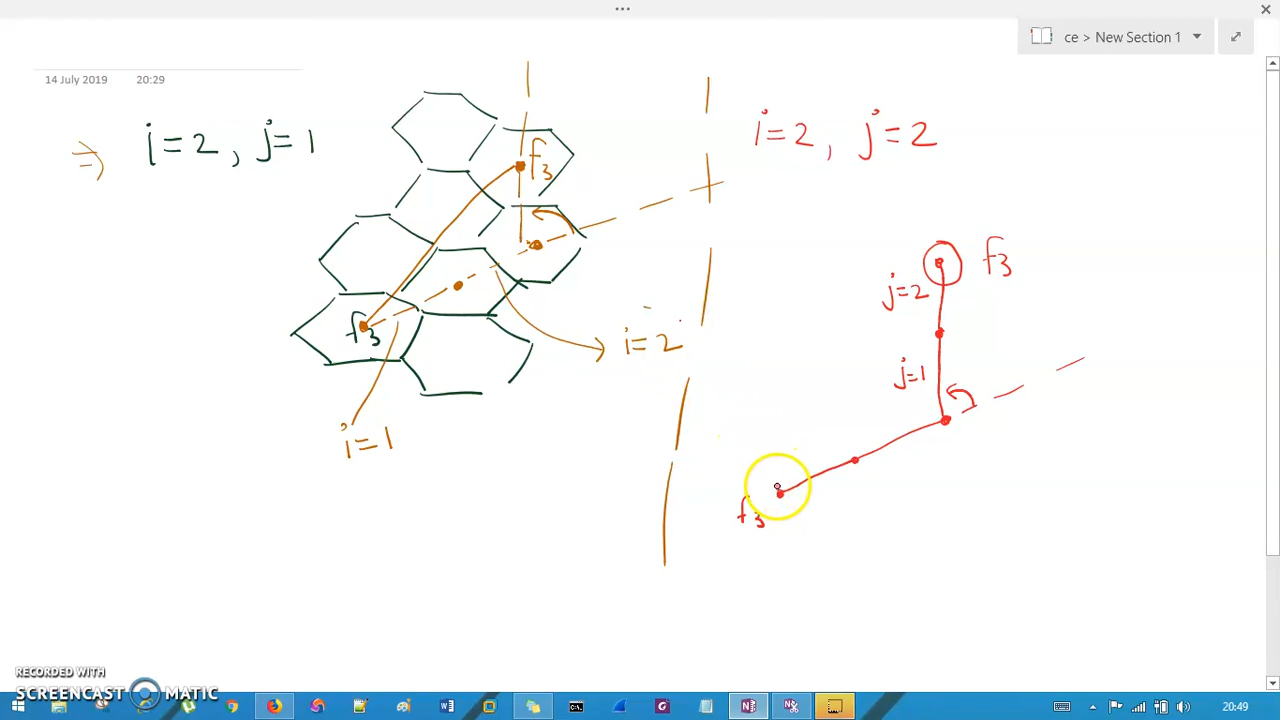 ...
ce > New Section 1
14 July 2019 20:29
⇒ i=2, j=1
f3
f3
i=1
i=2
i=2, j=2
f3
j=2
j=1
f3
RECORDED WITH
SCREENCAST MATIC
20:49